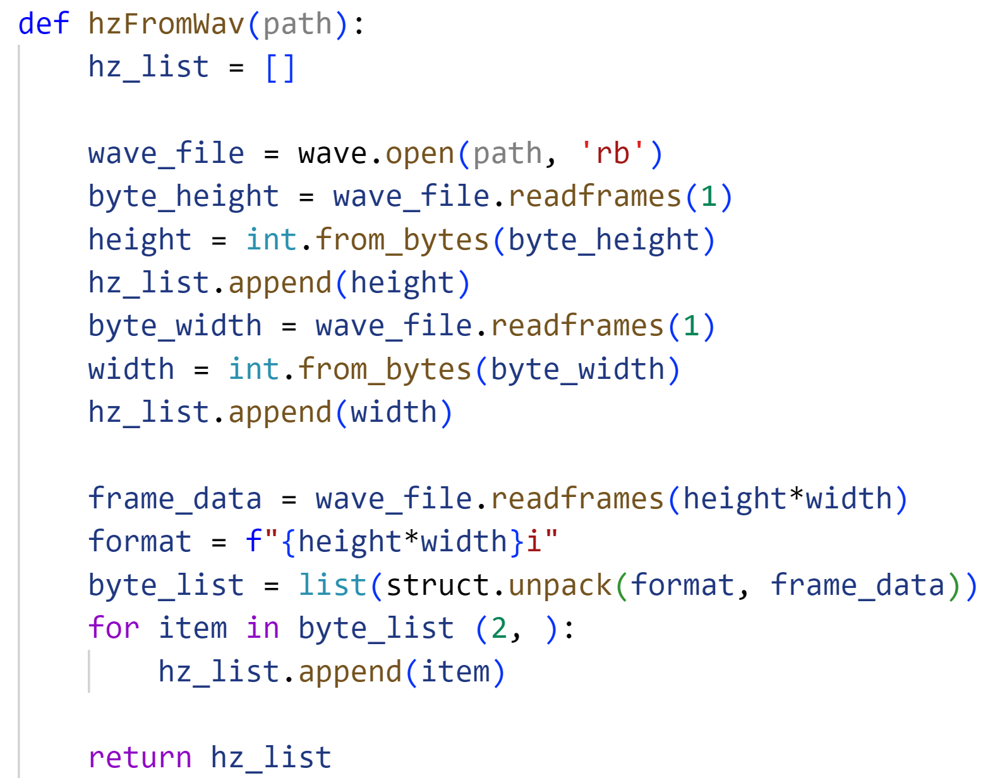 def hzFromWav(path):
    hz_list = []

    wave_file = wave.open(path, 'rb')
    byte_height = wave_file.readframes(1)
    height = int.from_bytes(byte_height)
    hz_list.append(height)
    byte_width = wave_file.readframes(1)
    width = int.from_bytes(byte_width)
    hz_list.append(width)

    frame_data = wave_file.readframes(height*width)
    format = f"{height*width}i"
    byte_list = list(struct.unpack(format, frame_data))
    for item in byte_list (2, ):
        hz_list.append(item)

    return hz_list